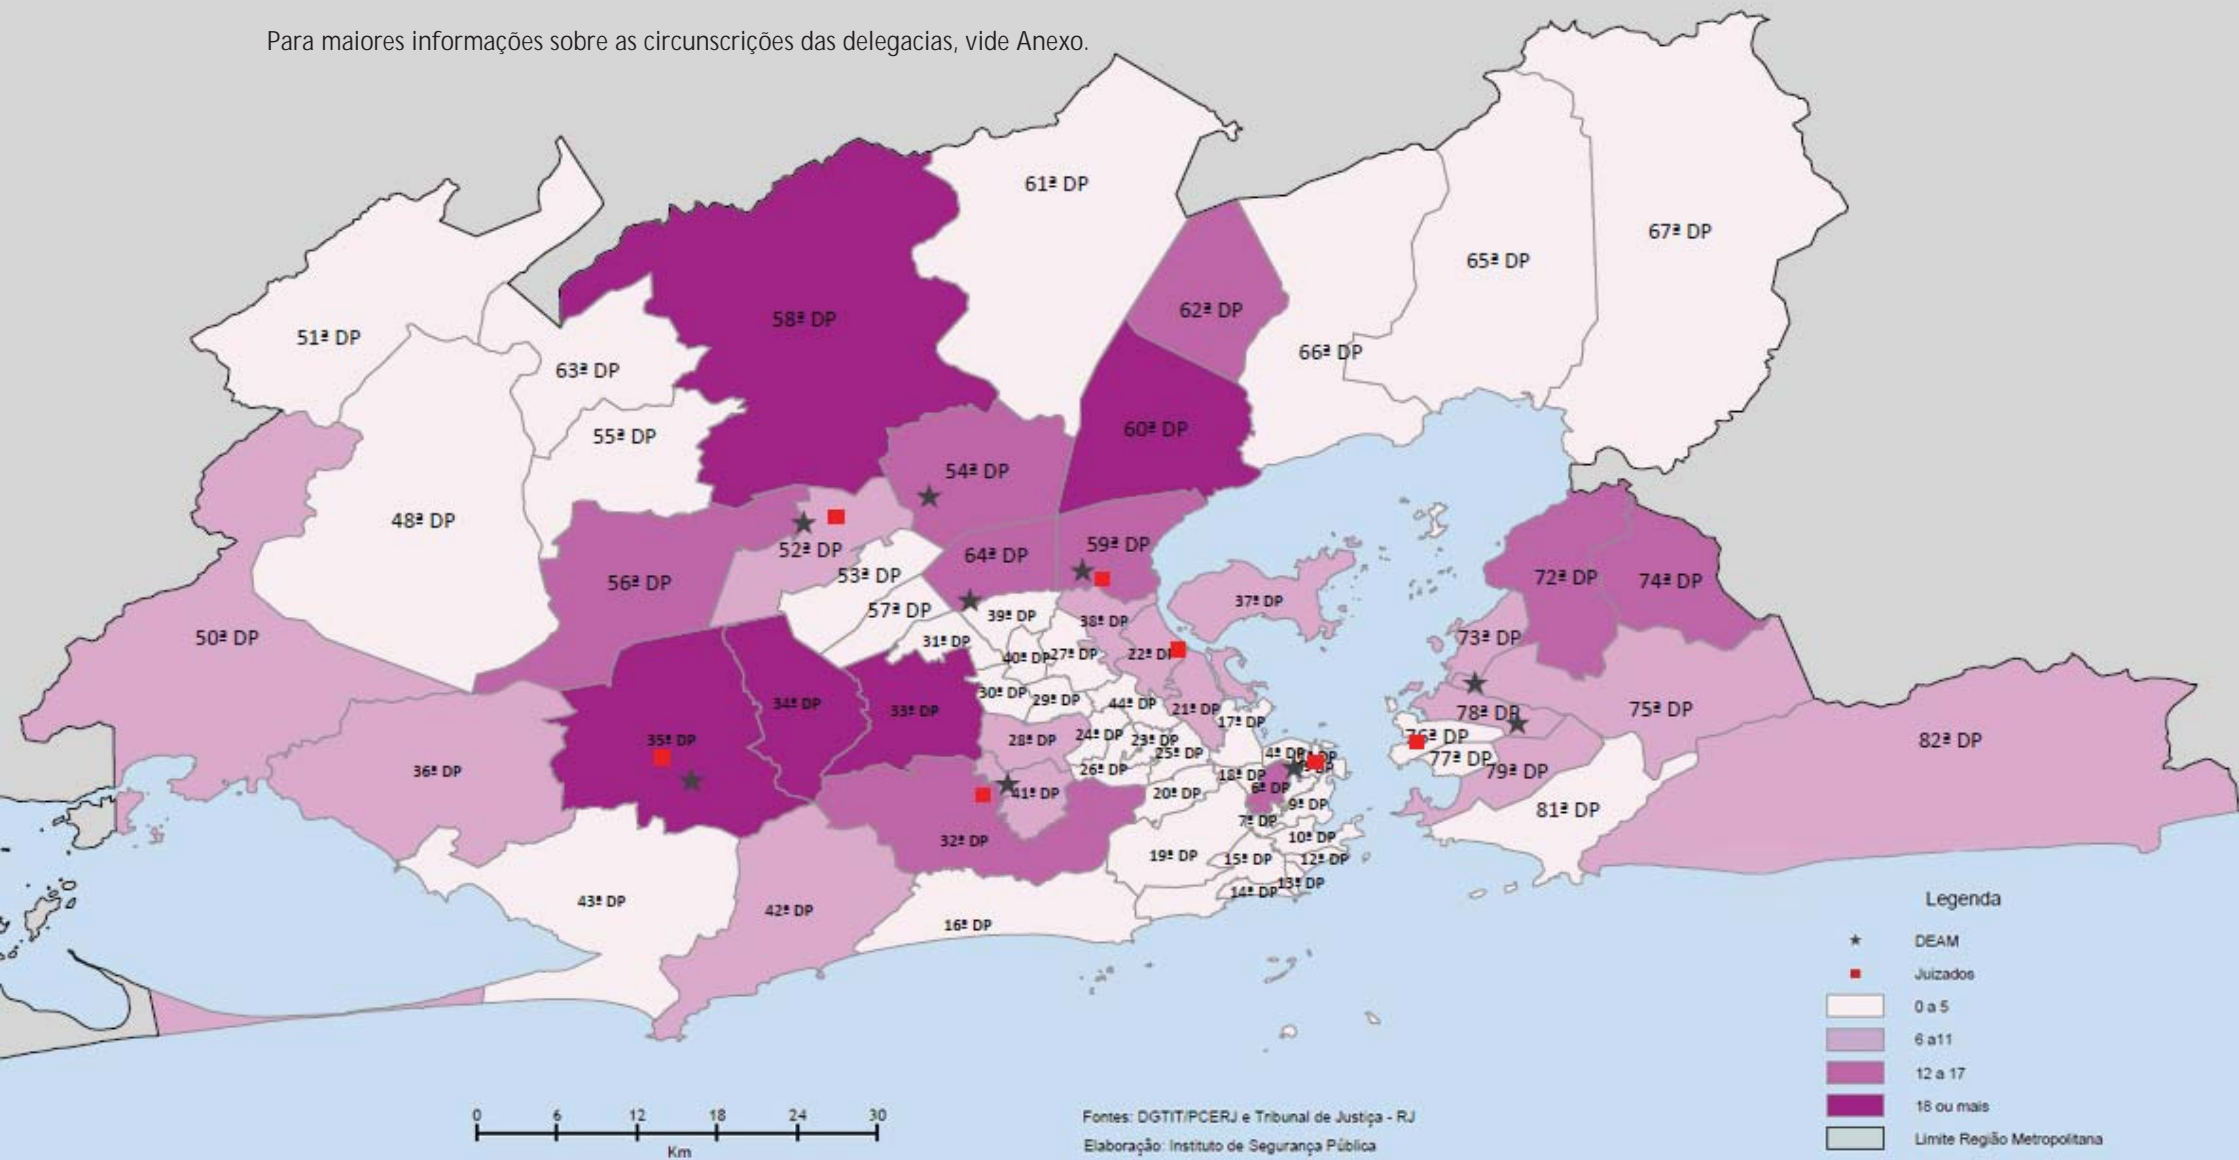 Para maiores informações sobre as circunscrições das delegacias, vide Anexo.
61ª DP
67ª DP
65ª DP
62ª DP
58ª DP
51ª DP
66ª DP
63ª DP
60ª DP
55ª DP
54ª DP
48ª DP
59ª DP
52ª DP
64ª DP
53ª DP
72ª DP
74ª DP
56ª DP
37ª DP
57ª DP
39ª DP
38ª DP
50ª DP
73ª DP
31ª DP
40ª DP
27ª DP
22ª DP
30ª DP
29ª DP
44ª DP
34ª DP
33ª DP
21ª DP
75ª DP
78ª DP
17ª DP
35ª DP
28ª DP
24ª DP
23ª DP
76ª DP
82ª DP
25ª DP
4ª DP
77ª DP
36ª DP
26ª DP
18ª DP
79ª DP
6ª DP
41ª DP
20ª DP
9ª DP
81ª DP
7ª DP
32ª DP
10ª DP
19ª DP
15ª DP
12ª DP
13ª DP
14ª DP
43ª DP
42ª DP
16ª DP
Legenda
DEAM
Juizados
0 a 5
6 a11
12 a 17
18 ou mais
Limite Região Metropolitana
0 6 12 18 24 30
Km
Fontes: DGTIT/PCERJ e Tribunal de Justiça - RJ
Elaboração: Instituto de Segurança Pública